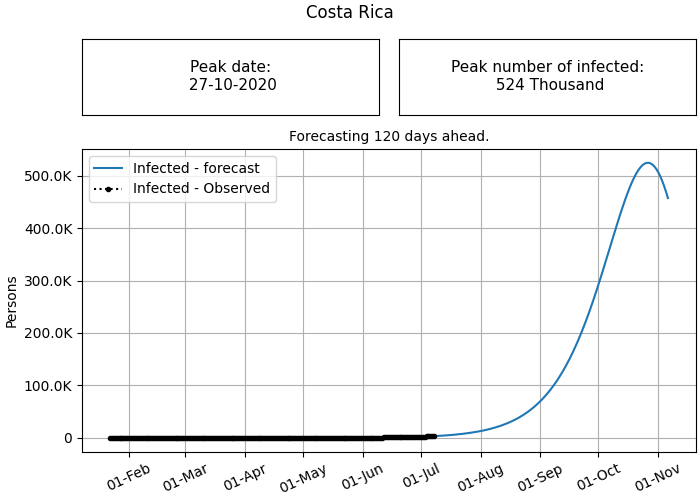 Costa Rica
Peak date:
27-10-2020
Peak number of infected:
524 Thousand
Forecasting 120 days ahead.
Infected - forecast
Infected - Observed
Persons
500.0K
400.0K
300.0K
200.0K
100.0K
0
01-Feb
01-Mar
01-Apr
01-May
01-Jun
01-Jul
01-Aug
01-Sep
01-Oct
01-Nov